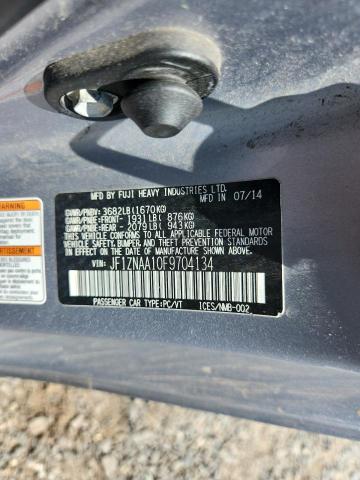 MFD BY FUJI HEAVY INDUSTRIES LTD.
MFD IN 07/14
GVWR/PNBV: 3682LB(1670KG)
GAWR/PNBE-FRONT- 1931LB( 876KG)
GAWR/PNBE-REAR - 2079LB( 943KG)
THIS VEHICLE CONFORMS TO ALL APPLICABLE FEDERAL MOTOR
VEHICLE SAFETY, BUMPER, AND THEFT PREVENTION STANDARDS
IN EFFECT ON THE DATE OF MANUFACTURE SHOWN ABOVE.
VIN: JF1ZNAA10F9704134
PASSENGER CAR TYPE:PC/VT ICES/NMB-002
WARNING